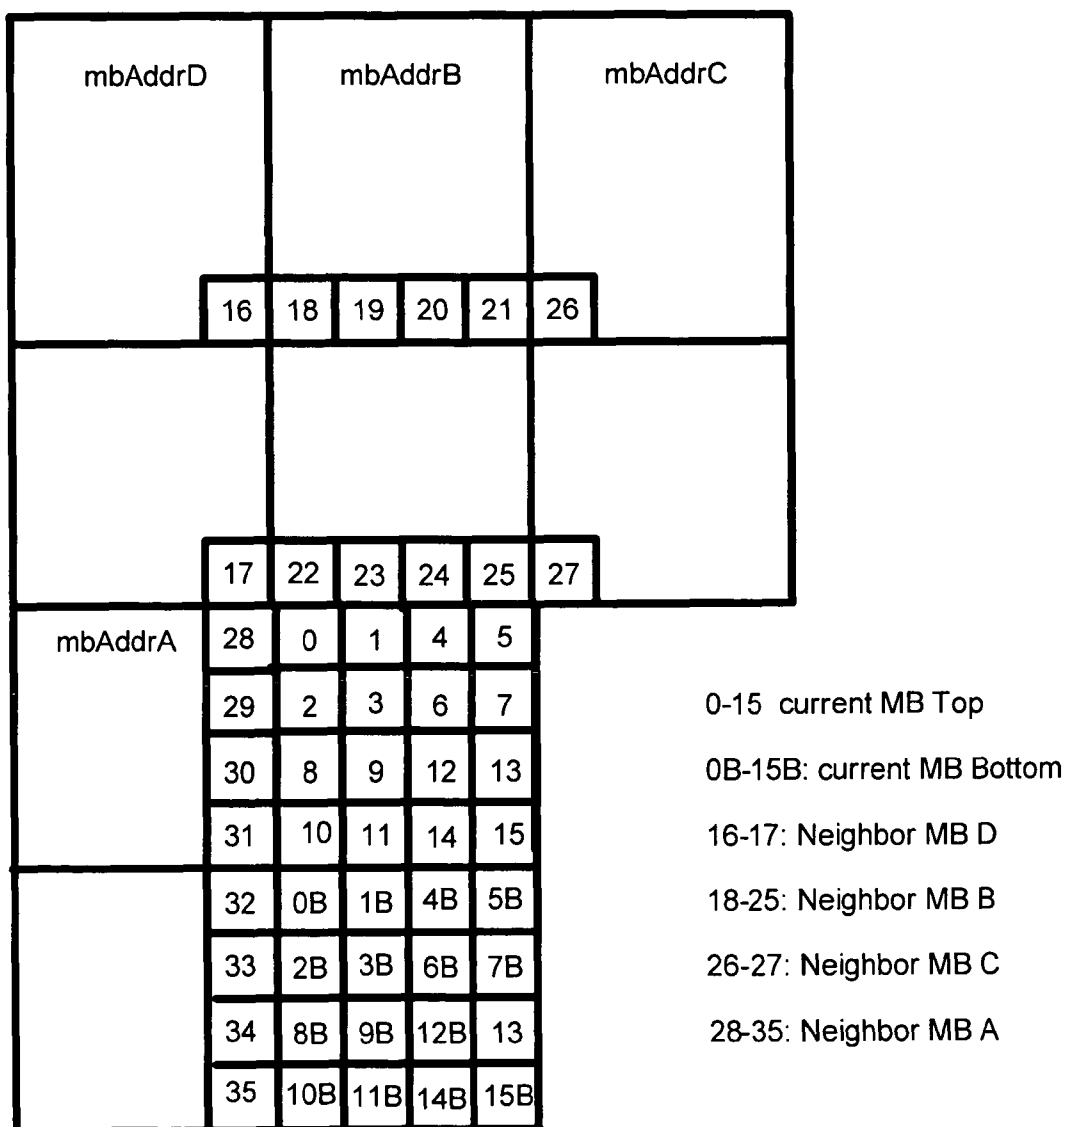 mbAddrD mbAddrB mbAddrC
16 18 19 20 21 26
17 22 23 24 25 27
mbAddrA 28 0 1 4 5
29 2 3 6 7
0-15 current MB Top
30 8 9 12 13
0B-15B: current MB Bottom
31 10 11 14 15
16-17: Neighbor MB D
32 0B 1B 4B 5B
18-25: Neighbor MB B
33 2B 3B 6B 7B
26-27: Neighbor MB C
34 8B 9B 12B 13
28-35: Neighbor MB A
35 10B 11B 14B 15B